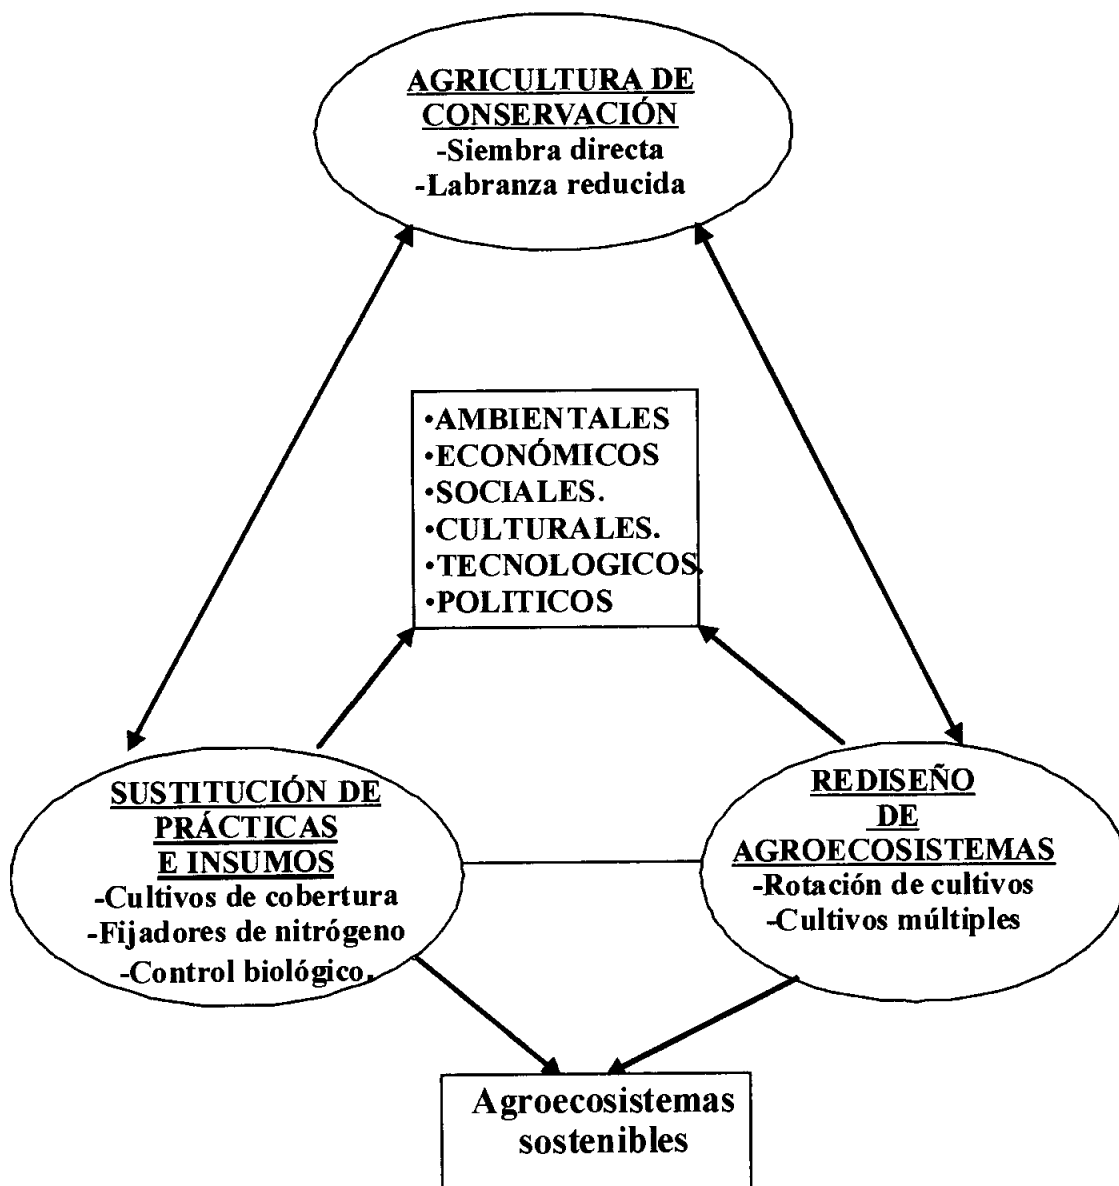 AGRICULTURA DE
CONSERVACIÓN
-Siembra directa
-Labranza reducida
•AMBIENTALES
•ECONÓMICOS
•SOCIALES.
•CULTURALES.
•TECNOLOGICOS.
•POLITICOS
SUSTITUCIÓN DE
PRÁCTICAS
E INSUMOS
-Cultivos de cobertura
-Fijadores de nitrógeno
-Control biológico.
REDISEÑO
DE
AGROECOSISTEMAS
-Rotación de cultivos
-Cultivos múltiples
Agroecosistemas
sostenibles